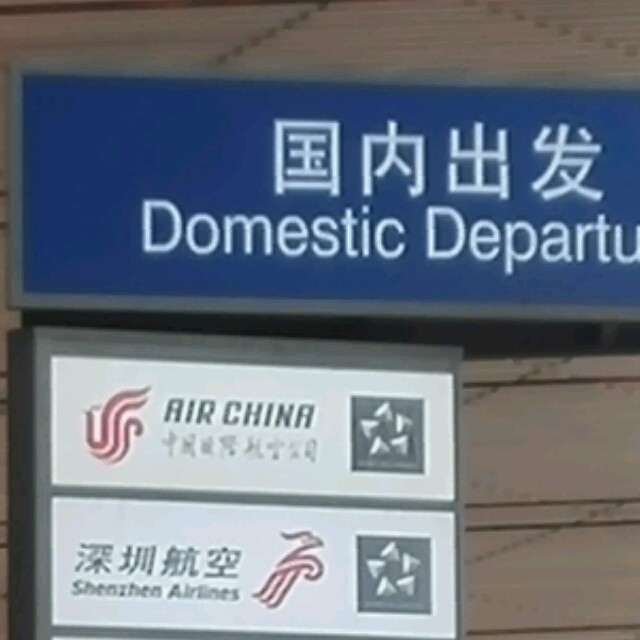 国内出发
Domestic Departu
AIR CHINA
中国国际航空公司
深圳航空
Shenzhen Airlines